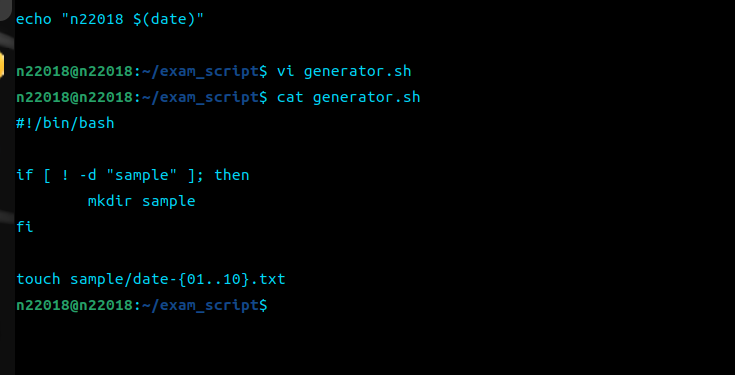 echo "n22018 $(date)"
n22018@n22018:~/exam_script$ vi generator.sh
n22018@n22018:~/exam_script$ cat generator.sh
#!/bin/bash
if [ ! -d "sample" ]; then
        mkdir sample
fi
touch sample/date-{01..10}.txt
n22018@n22018:~/exam_script$